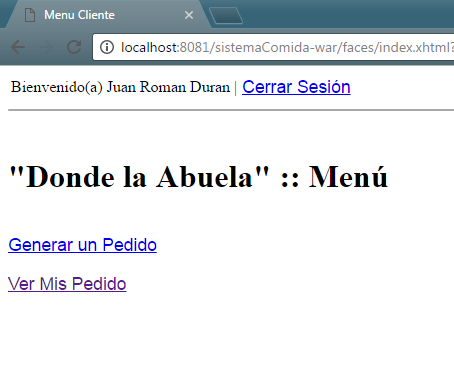 Menu Cliente
localhost:8081/sistemaComida-war/faces/index.xhtml?
Bienvenido(a) Juan Roman Duran | Cerrar Sesión
"Donde la Abuela" :: Menú
Generar un Pedido
Ver Mis Pedido